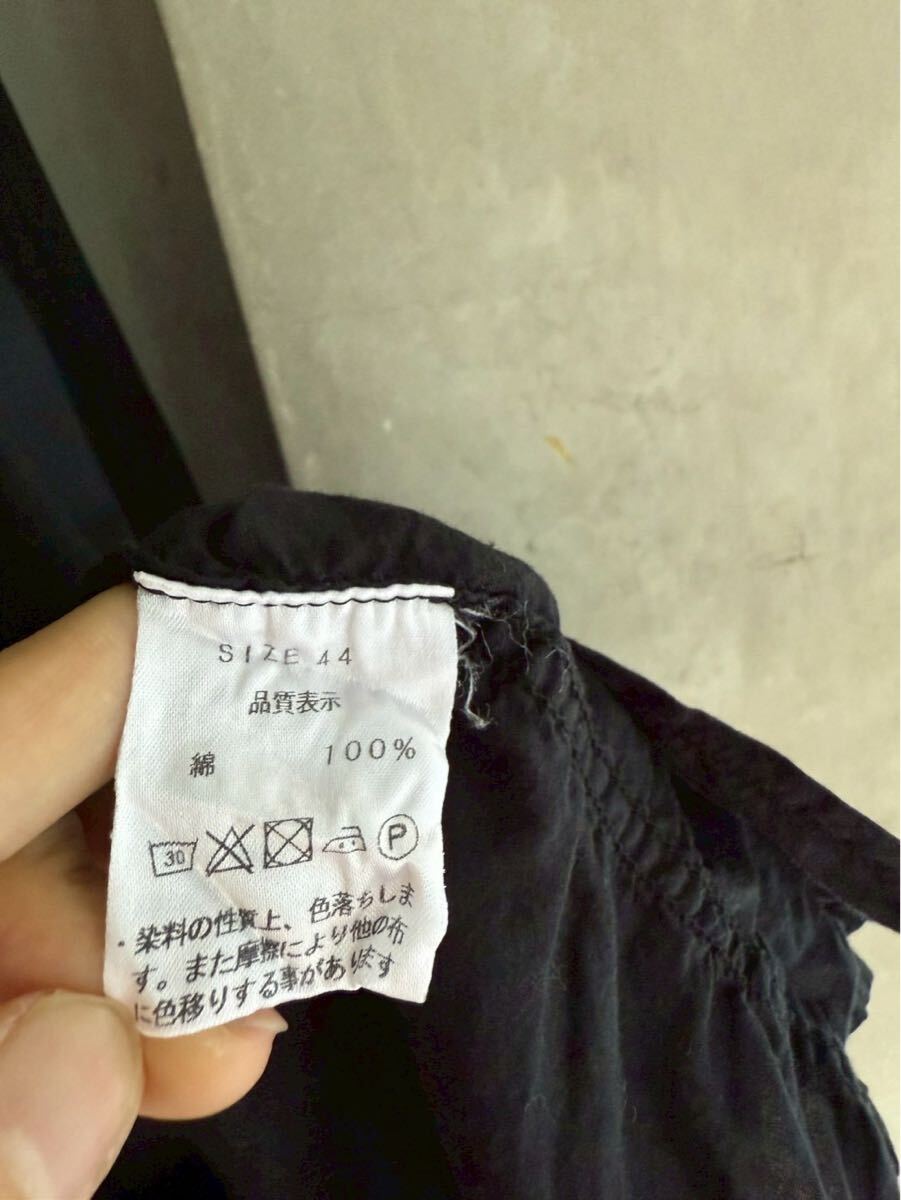 SIZE 44
品質表示
綿 100%
30 P
・染料の性質上、色落ちしま
す。また摩擦により他の布
に色移りする事があります